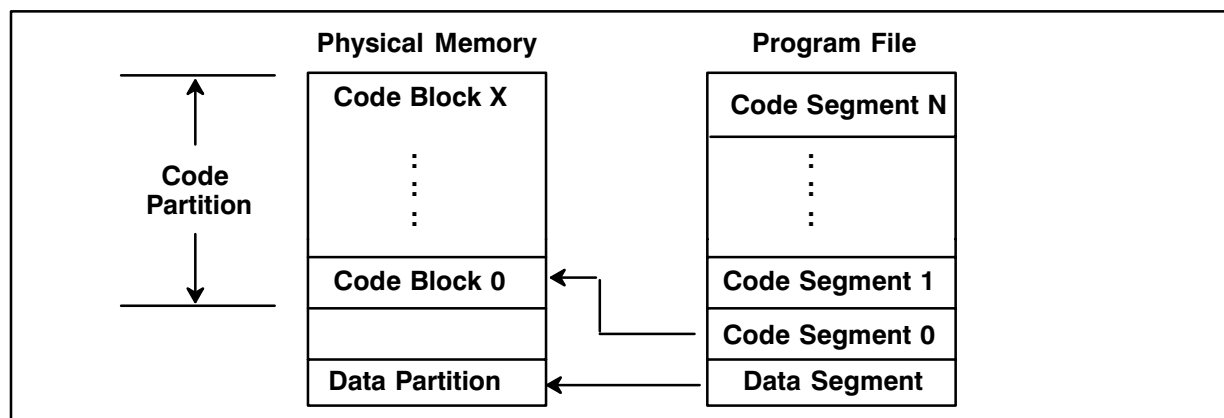 Physical Memory
Program File
Code Block X
Code Segment N
:
:
:
:
:
:
Code
Partition
Code Block 0
Code Segment 1
Code Segment 0
Data Partition
Data Segment